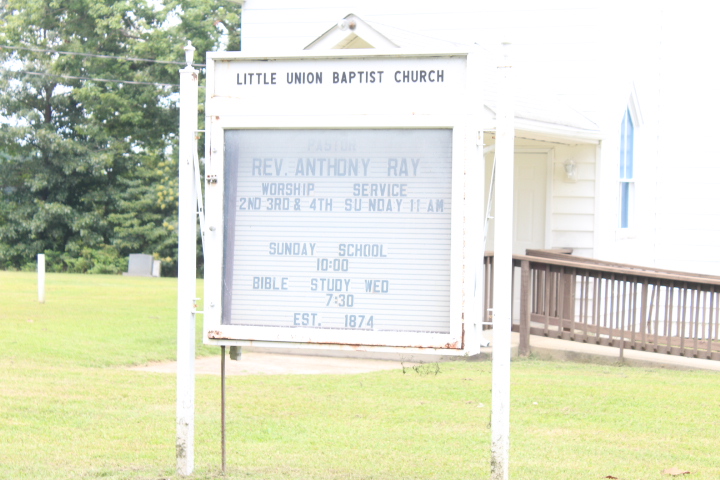 LITTLE UNION BAPTIST CHURCH
PASTOR
REV. ANTHONY RAY
WORSHIP SERVICE
2ND 3RD & 4TH SUNDAY 11 AM
SUNDAY SCHOOL
10:00
BIBLE STUDY WED
7:30
EST. 1874